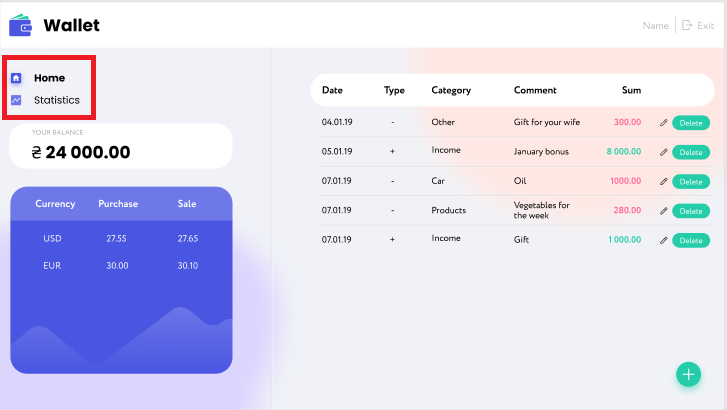 Wallet
Name
Exit
Home
Statistics
YOUR BALANCE
₴ 24 000.00
Currency Purchase Sale
USD 27.55 27.65
EUR 30.00 30.10
Date Type Category Comment Sum
04.01.19 - Other Gift for your wife 300.00 Delete
05.01.19 + Income January bonus 8 000.00 Delete
07.01.19 - Car Oil 1000.00 Delete
07.01.19 - Products Vegetables for
the week 280.00 Delete
07.01.19 + Income Gift 1 000.00 Delete